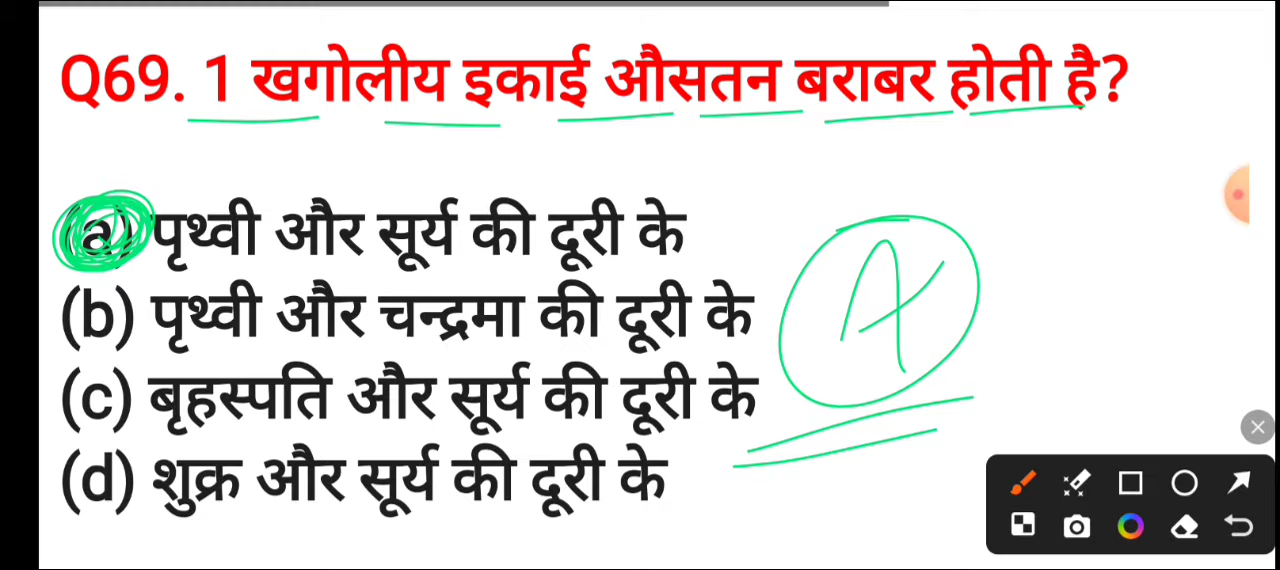 Q69. 1 खगोलीय इकाई औसतन बराबर होती है?
(a) पृथ्वी और सूर्य की दूरी के
(b) पृथ्वी और चन्द्रमा की दूरी के
A
(c) बृहस्पति और सूर्य की दूरी के
(d) शुक्र और सूर्य की दूरी के